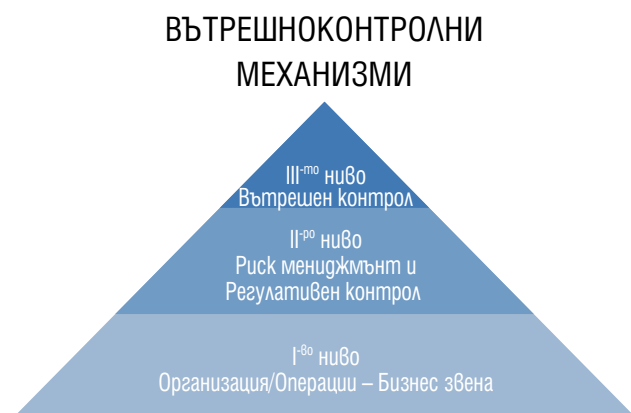 ВЪТРЕШНОКОНТРОЛНИ
МЕХАНИЗМИ
III-то ниво
Вътрешен контрол
II-ро ниво
Риск мениджмънт и
Регулативен контрол
I-во ниво
Организация/Операции – Бизнес звена